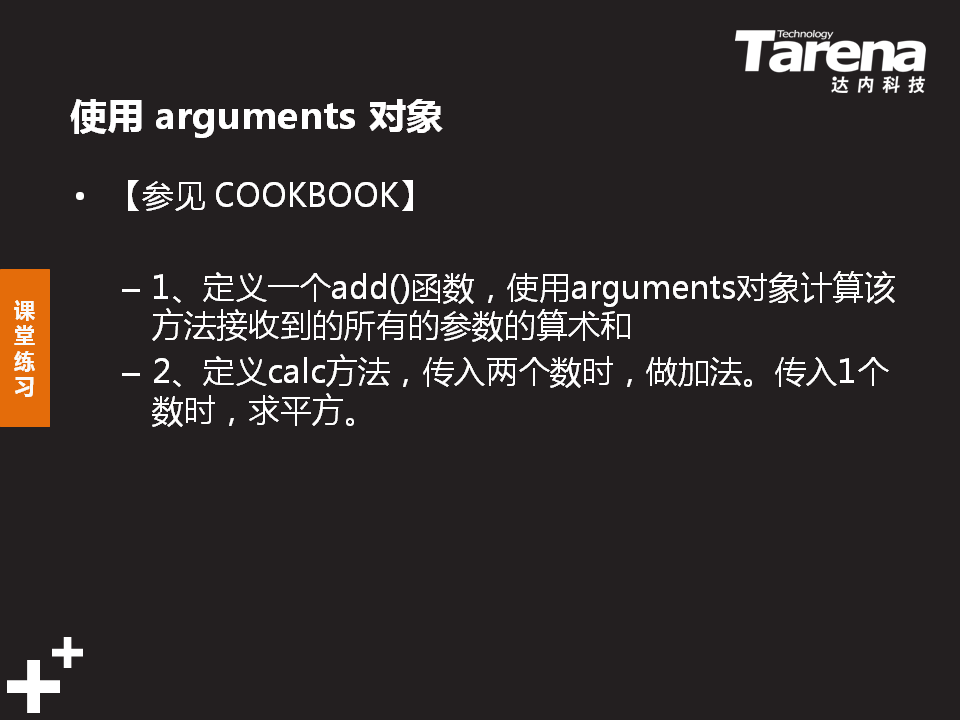 Technology
Tarena
达内科技
使用 arguments 对象
• 【参见 COOKBOOK】
– 1、定义一个add()函数，使用arguments对象计算该
方法接收到的所有的参数的算术和
– 2、定义calc方法，传入两个数时，做加法。传入1个
数时，求平方。
课
堂
练
习